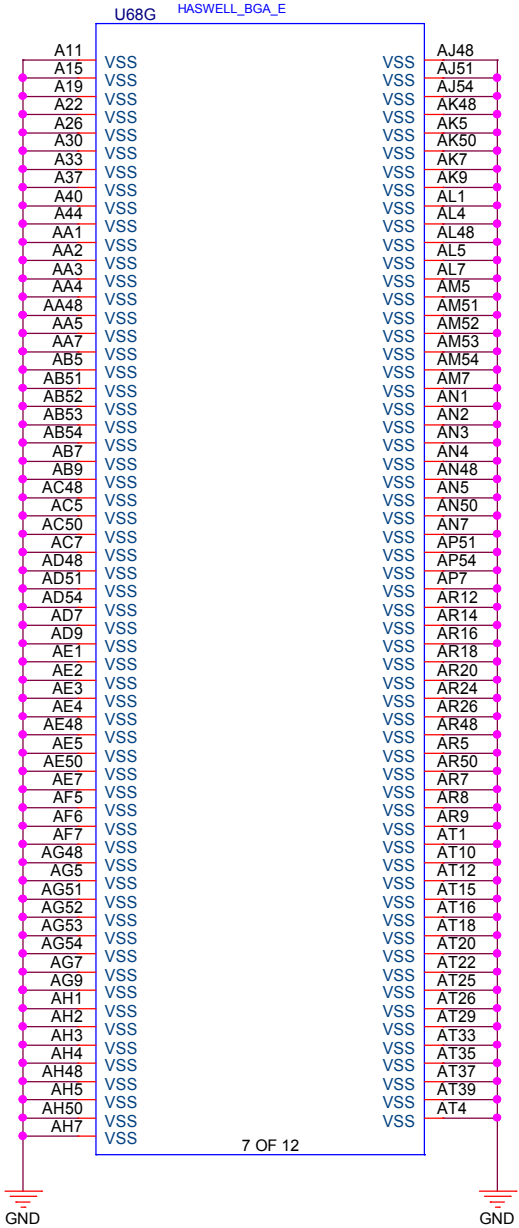 U68G HASWELL_BGA_E
A11 VSS VSS AJ48
A15 VSS VSS AJ51
A19 VSS VSS AJ54
A22 VSS VSS AK48
A26 VSS VSS AK5
A30 VSS VSS AK50
A33 VSS VSS AK7
A37 VSS VSS AK9
A40 VSS VSS AL1
A44 VSS VSS AL4
AA1 VSS VSS AL48
AA2 VSS VSS AL5
AA3 VSS VSS AL7
AA4 VSS VSS AM5
AA48 VSS VSS AM51
AA5 VSS VSS AM52
AA7 VSS VSS AM53
AB5 VSS VSS AM54
AB51 VSS VSS AM7
AB52 VSS VSS AN1
AB53 VSS VSS AN2
AB54 VSS VSS AN3
AB7 VSS VSS AN4
AB9 VSS VSS AN48
AC48 VSS VSS AN5
AC5 VSS VSS AN50
AC50 VSS VSS AN7
AC7 VSS VSS AP51
AD48 VSS VSS AP54
AD51 VSS VSS AP7
AD54 VSS VSS AR12
AD7 VSS VSS AR14
AD9 VSS VSS AR16
AE1 VSS VSS AR18
AE2 VSS VSS AR20
AE3 VSS VSS AR24
AE4 VSS VSS AR26
AE48 VSS VSS AR48
AE5 VSS VSS AR5
AE50 VSS VSS AR50
AE7 VSS VSS AR7
AF5 VSS VSS AR8
AF6 VSS VSS AR9
AF7 VSS VSS AT1
AG48 VSS VSS AT10
AG5 VSS VSS AT12
AG51 VSS VSS AT15
AG52 VSS VSS AT16
AG53 VSS VSS AT18
AG54 VSS VSS AT20
AG7 VSS VSS AT22
AG9 VSS VSS AT25
AH1 VSS VSS AT26
AH2 VSS VSS AT29
AH3 VSS VSS AT33
AH4 VSS VSS AT35
AH48 VSS VSS AT37
AH5 VSS VSS AT39
AH50 VSS VSS AT4
AH7 VSS
7 OF 12
GND GND